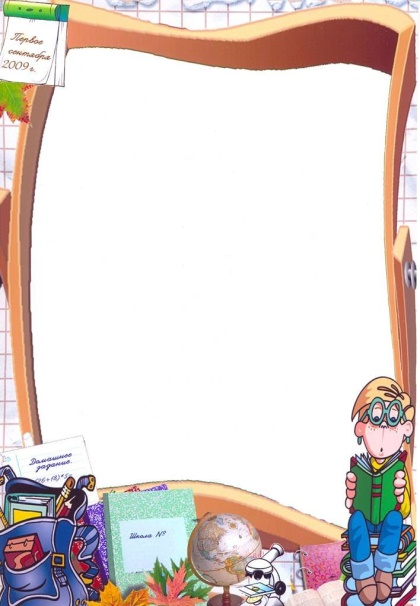 Первое
сентября
2009 г.
Домашнее
задание.
Школа №